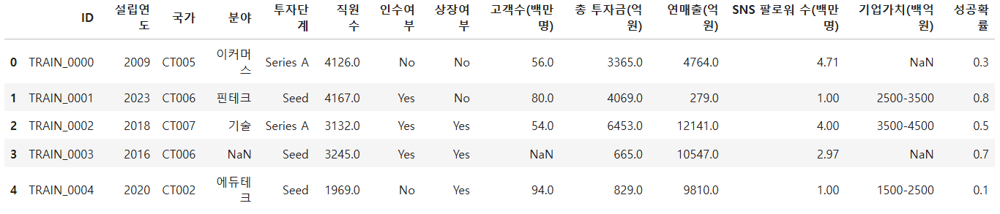 ID 설립연도 국가 분야 투자단계 직원수 인수여부 상장여부 고객수(백만명) 총 투자금(억원) 연매출(억원) SNS 팔로워 수(백만명) 기업가치(백억원) 성공확률
0 TRAIN_0000 2009 CT005 이커머스 Series A 4126.0 No No 56.0 3365.0 4764.0 4.71 NaN 0.3
1 TRAIN_0001 2023 CT006 핀테크 Seed 4167.0 Yes No 80.0 4069.0 279.0 1.00 2500-3500 0.8
2 TRAIN_0002 2018 CT007 기술 Series A 3132.0 Yes Yes 54.0 6453.0 12141.0 4.00 3500-4500 0.5
3 TRAIN_0003 2016 CT006 NaN Seed 3245.0 Yes Yes NaN 665.0 10547.0 2.97 NaN 0.7
4 TRAIN_0004 2020 CT002 에듀테크 Seed 1969.0 No Yes 94.0 829.0 9810.0 1.00 1500-2500 0.1